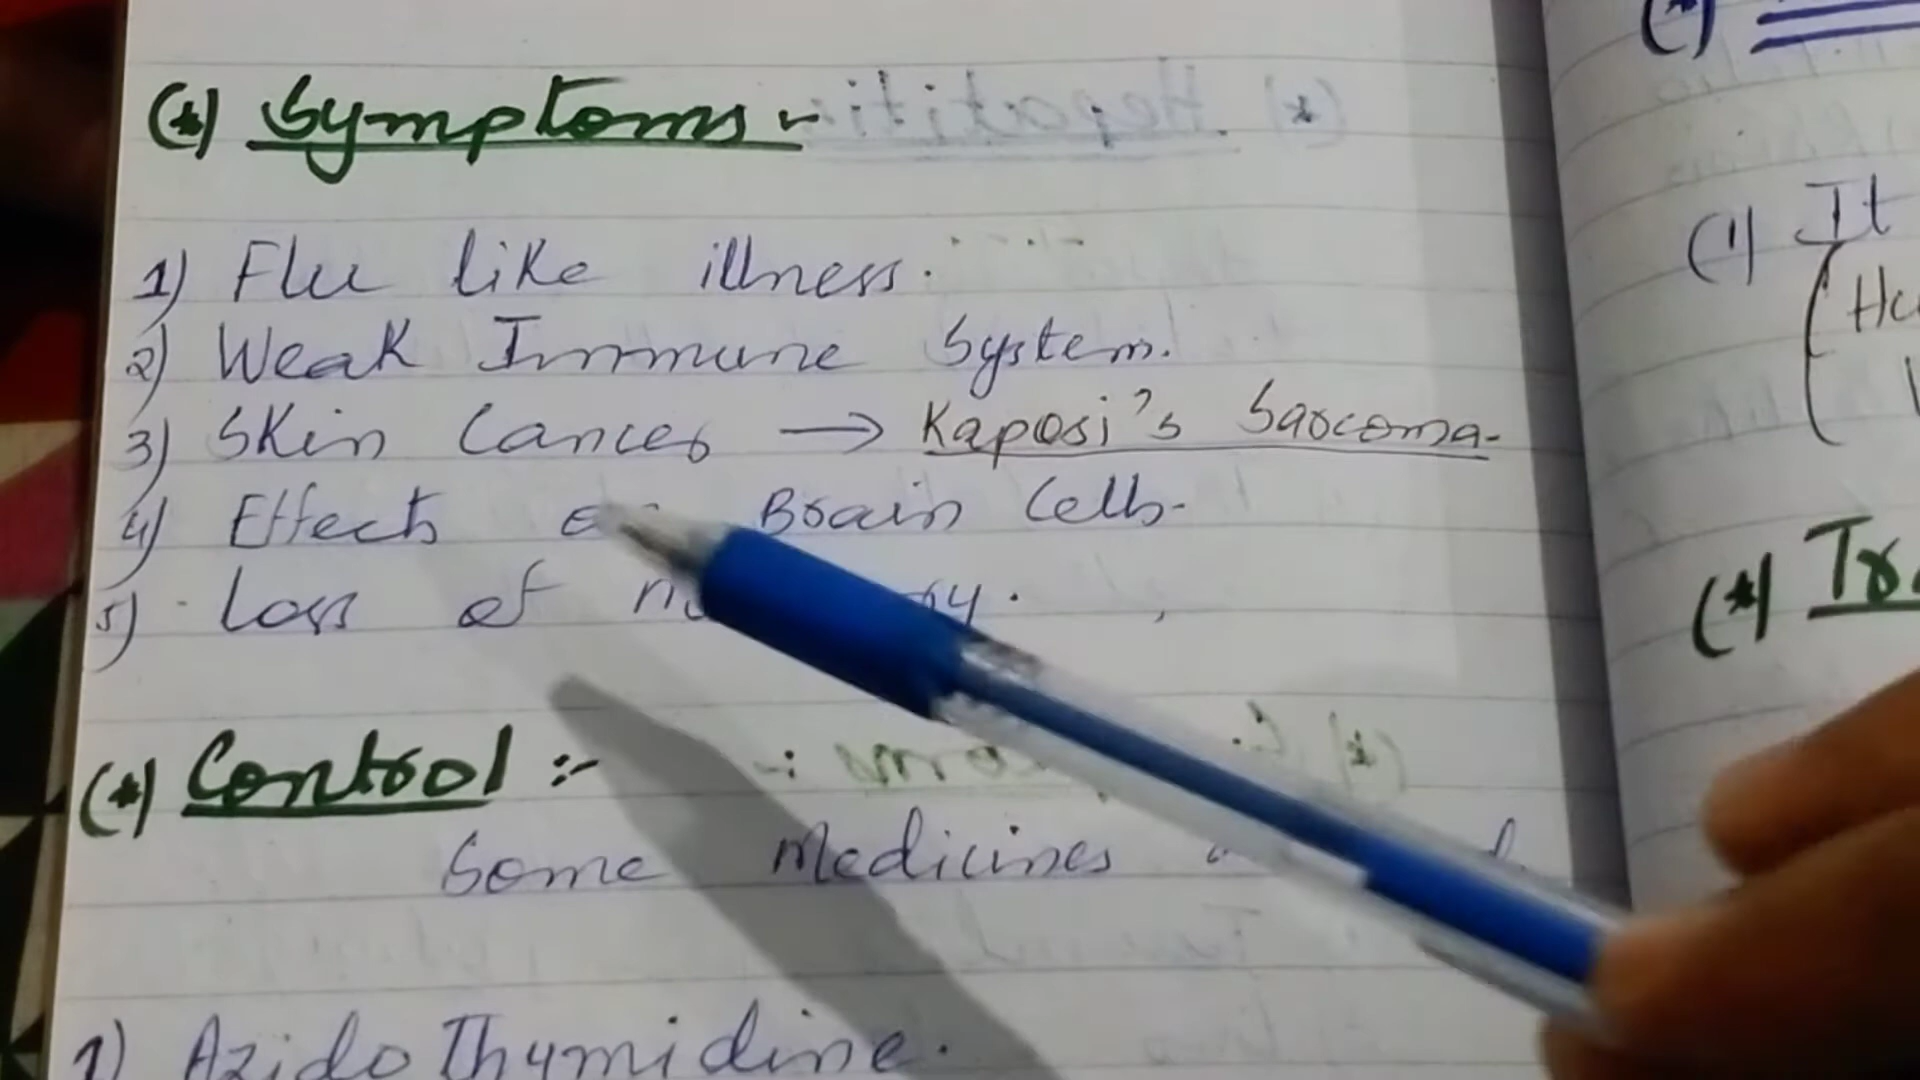 (*) Symptoms :-
1) Flu like illness.
2) Weak Immune System.
3) Skin Cancer → Kaposi's Sarcoma.
4) Effects Brain Cells.
5) Loss of
(*) Control :-
Some Medicines
1) Azido Thymidine.
(*)
(1) It
(*)